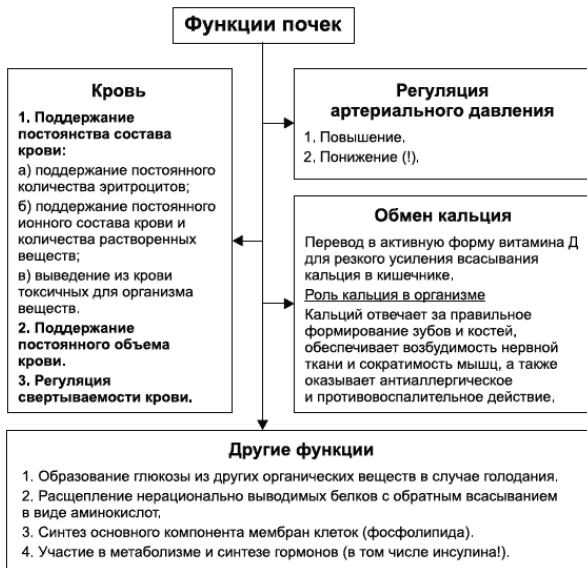 Функции почек
Кровь
1. Поддержание
постоянства состава
крови:
а) поддержание постоянного
количества эритроцитов;
б) поддержание постоянного
ионного состава крови и
количества растворенных
веществ;
в) выведение из крови
токсичных для организма
веществ.
2. Поддержание
постоянного объема
крови.
3. Регуляция
свертываемости крови.
Регуляция
артериального давления
1. Повышение.
2. Понижение (!).
Обмен кальция
Перевод в активную форму витамина Д
для резкого усиления всасывания
кальция в кишечнике.
Роль кальция в организме
Кальций отвечает за правильное
формирование зубов и костей,
обеспечивает возбудимость нервной
ткани и сократимость мышц, а также
оказывает антиаллергическое
и противовоспалительное действие.
Другие функции
1. Образование глюкозы из других органических веществ в случае голодания.
2. Расщепление нерационально выводимых белков с обратным всасыванием
в виде аминокислот.
3. Синтез основного компонента мембран клеток (фосфолипида).
4. Участие в метаболизме и синтезе гормонов (в том числе инсулина!).